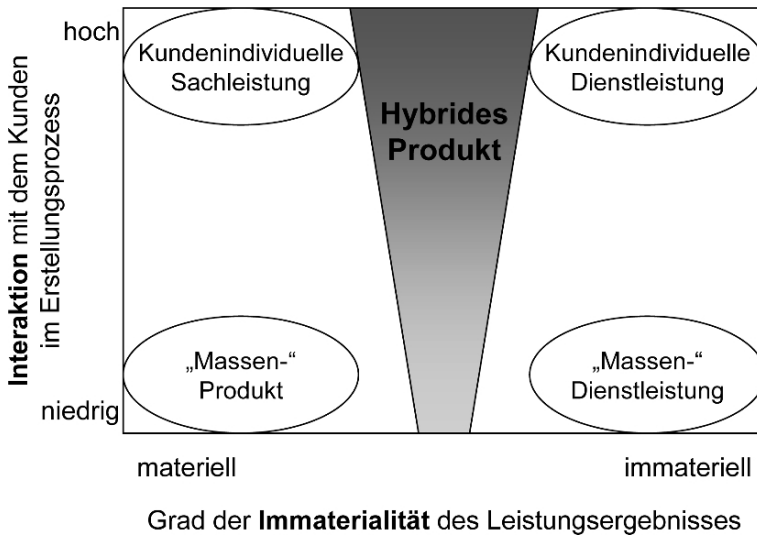 hoch
Kundenindividuelle
Sachleistung
Kundenindividuelle
Dienstleistung
Hybrides
Produkt
Interaktion mit dem Kunden
im Erstellungsprozess
„Massen-“
Produkt
„Massen-“
Dienstleistung
niedrig
materiell
immateriell
Grad der Immaterialität des Leistungsergebnisses